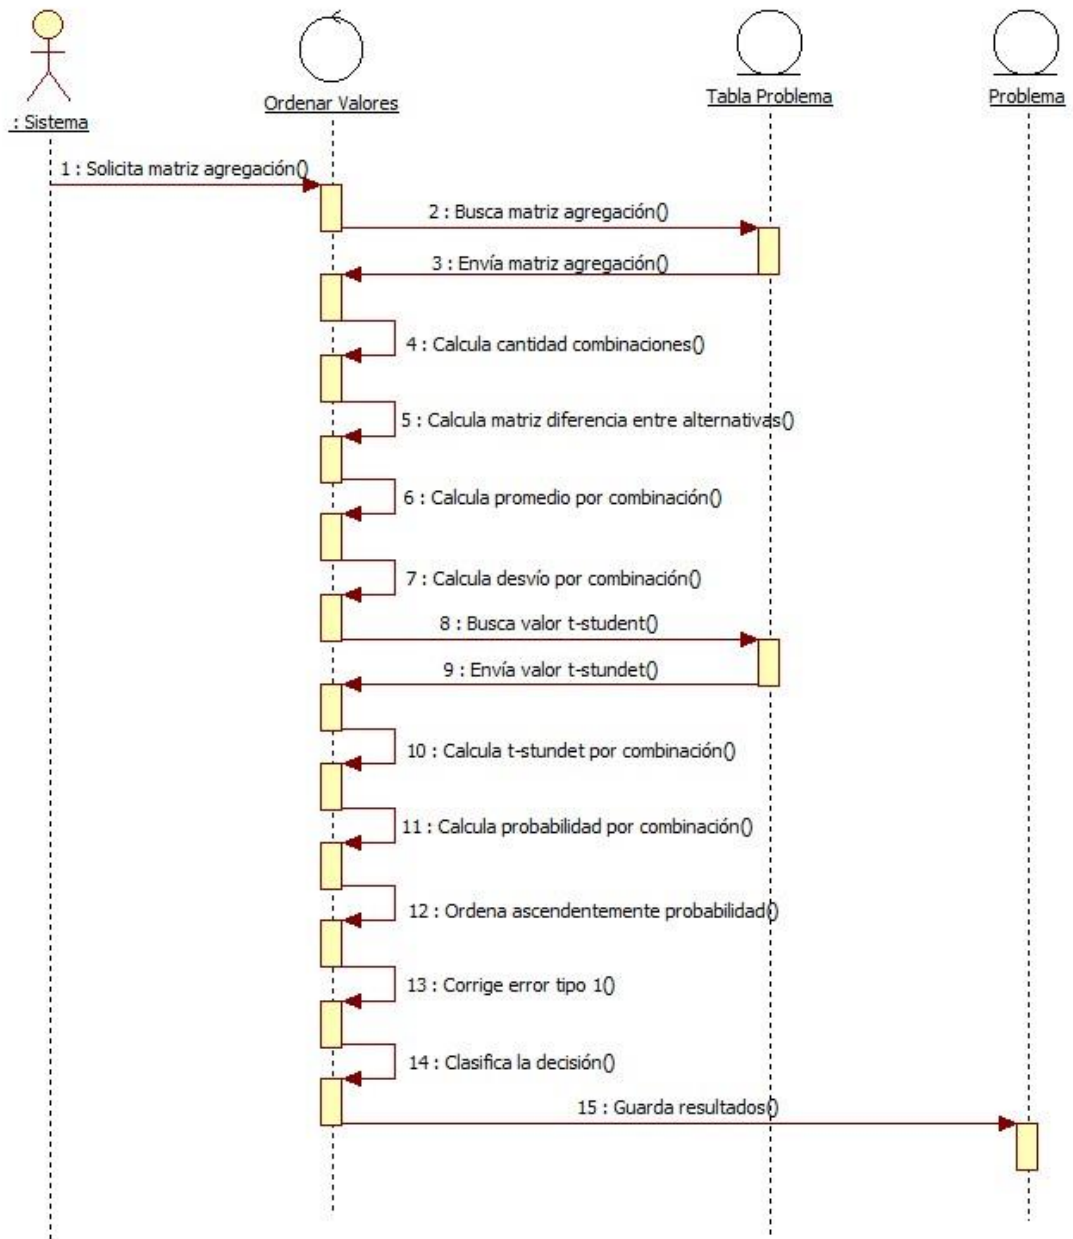 : Sistema
Ordenar Valores
Tabla Problema
Problema
1 : Solicita matriz agregación()
2 : Busca matriz agregación()
3 : Envía matriz agregación()
4 : Calcula cantidad combinaciones()
5 : Calcula matriz diferencia entre alternativas()
6 : Calcula promedio por combinación()
7 : Calcula desvío por combinación()
8 : Busca valor t-student()
9 : Envía valor t-stundet()
10 : Calcula t-stundet por combinación()
11 : Calcula probabilidad por combinación()
12 : Ordena ascendentemente probabilidad()
13 : Corrige error tipo 1()
14 : Clasifica la decisión()
15 : Guarda resultados()